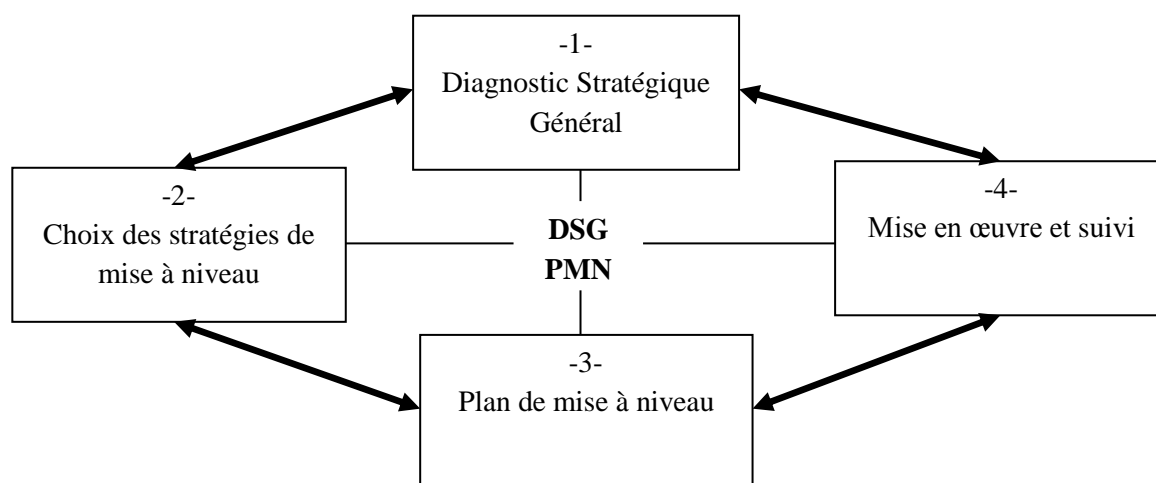 -1-
Diagnostic Stratégique
Général
-2-
Choix des stratégies de
mise à niveau
DSG
PMN
-4-
Mise en œuvre et suivi
-3-
Plan de mise à niveau